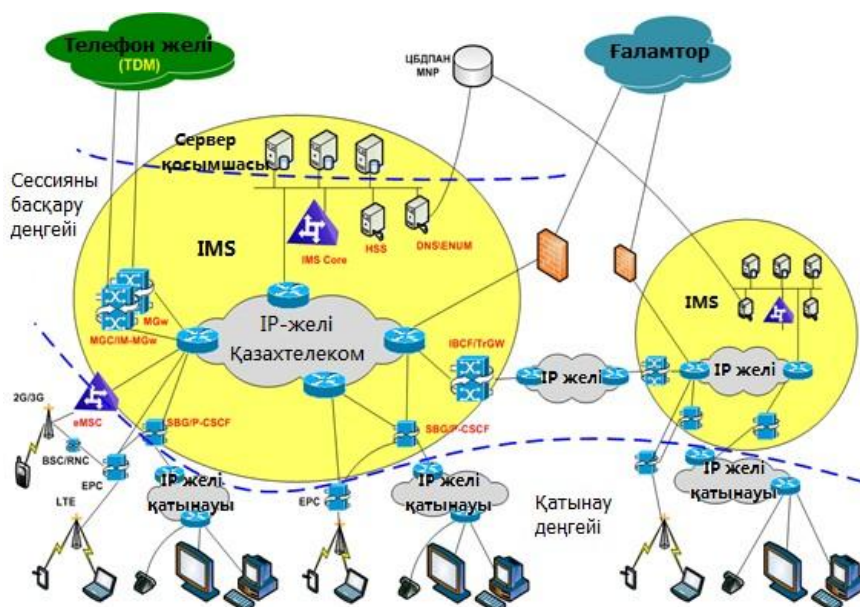 Телефон желі
(TDM)
ЦБДПАН
MNP
Ғаламтор
Сервер
қосымшасы
Сессияны
басқару
деңгейі
IMS
IMS Core
HSS
DNS\ENUM
IMS
MGw
MGC/IM-MGw
IP-желі
Қазахтелеком
IBCF/TrGW
IP желі
IP желі
2G/3G
eMSC
SBG/P-CSCF
SBG/P-CSCF
BSC/RNC
EPC
LTE
IP желі
қатынауы
EPC
IP желі
қатынауы
IP желі
қатынауы
Қатынау
деңгейі